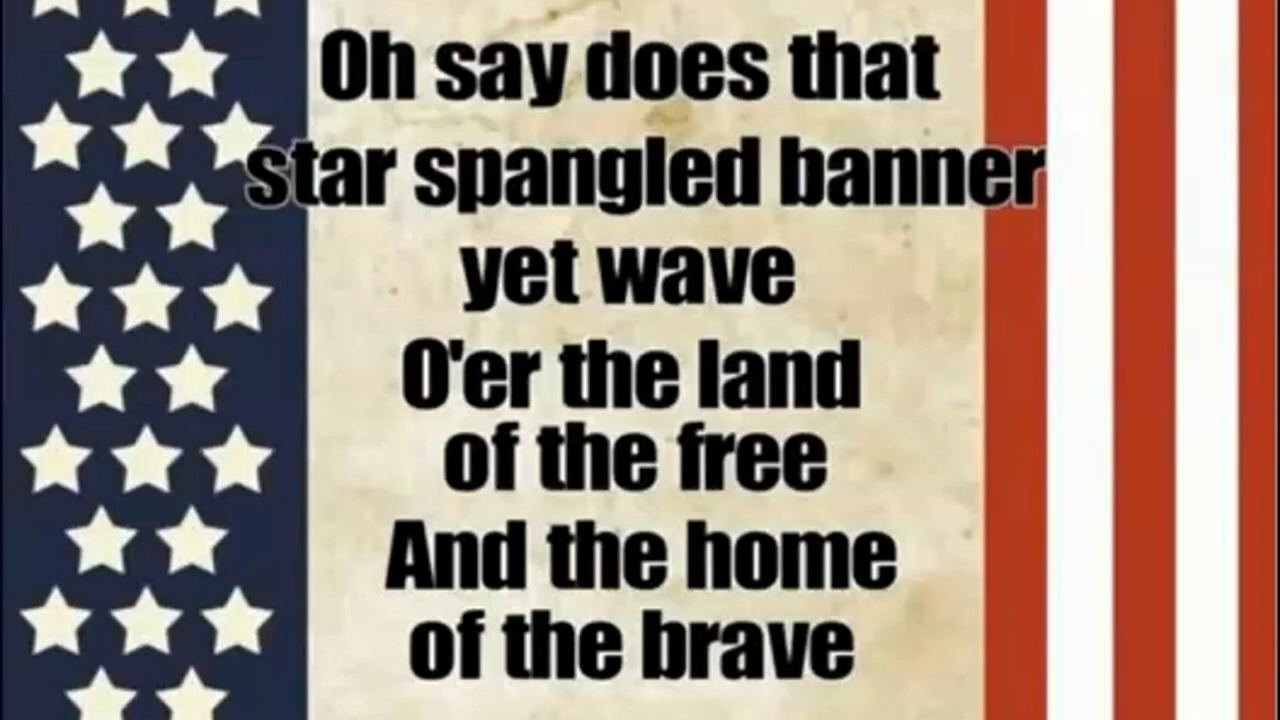 Oh say does that
star spangled banner
yet wave
O'er the land
of the free
And the home
of the brave